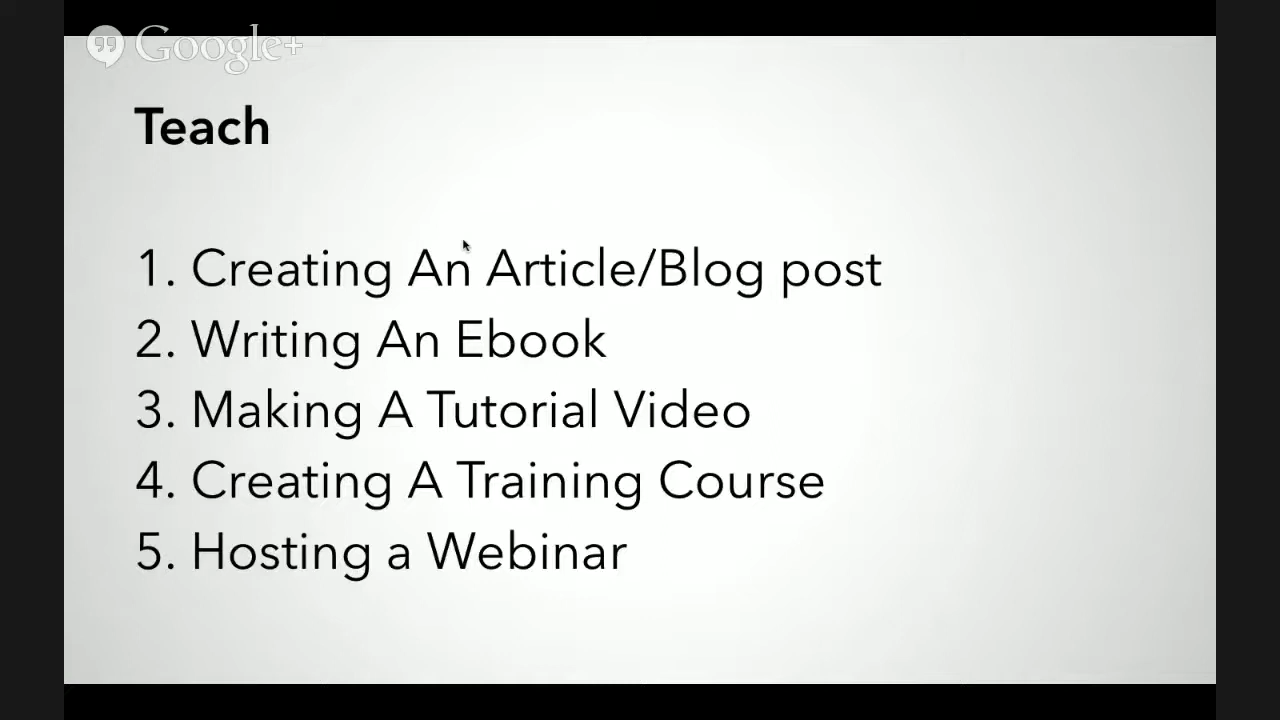 Google+
Teach
1. Creating An Article/Blog post
2. Writing An Ebook
3. Making A Tutorial Video
4. Creating A Training Course
5. Hosting a Webinar